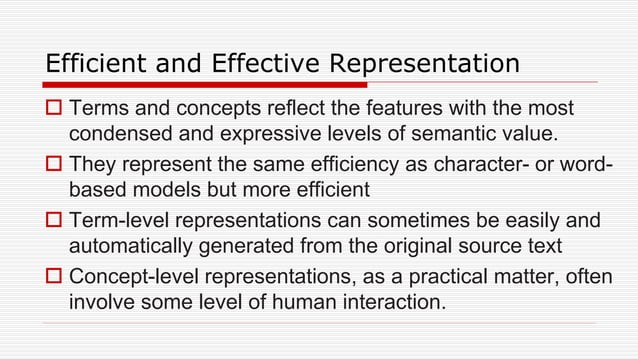 Efficient and Effective Representation
Terms and concepts reflect the features with the most
condensed and expressive levels of semantic value.
They represent the same efficiency as character- or word-
based models but more efficient
Term-level representations can sometimes be easily and
automatically generated from the original source text
Concept-level representations, as a practical matter, often
involve some level of human interaction.